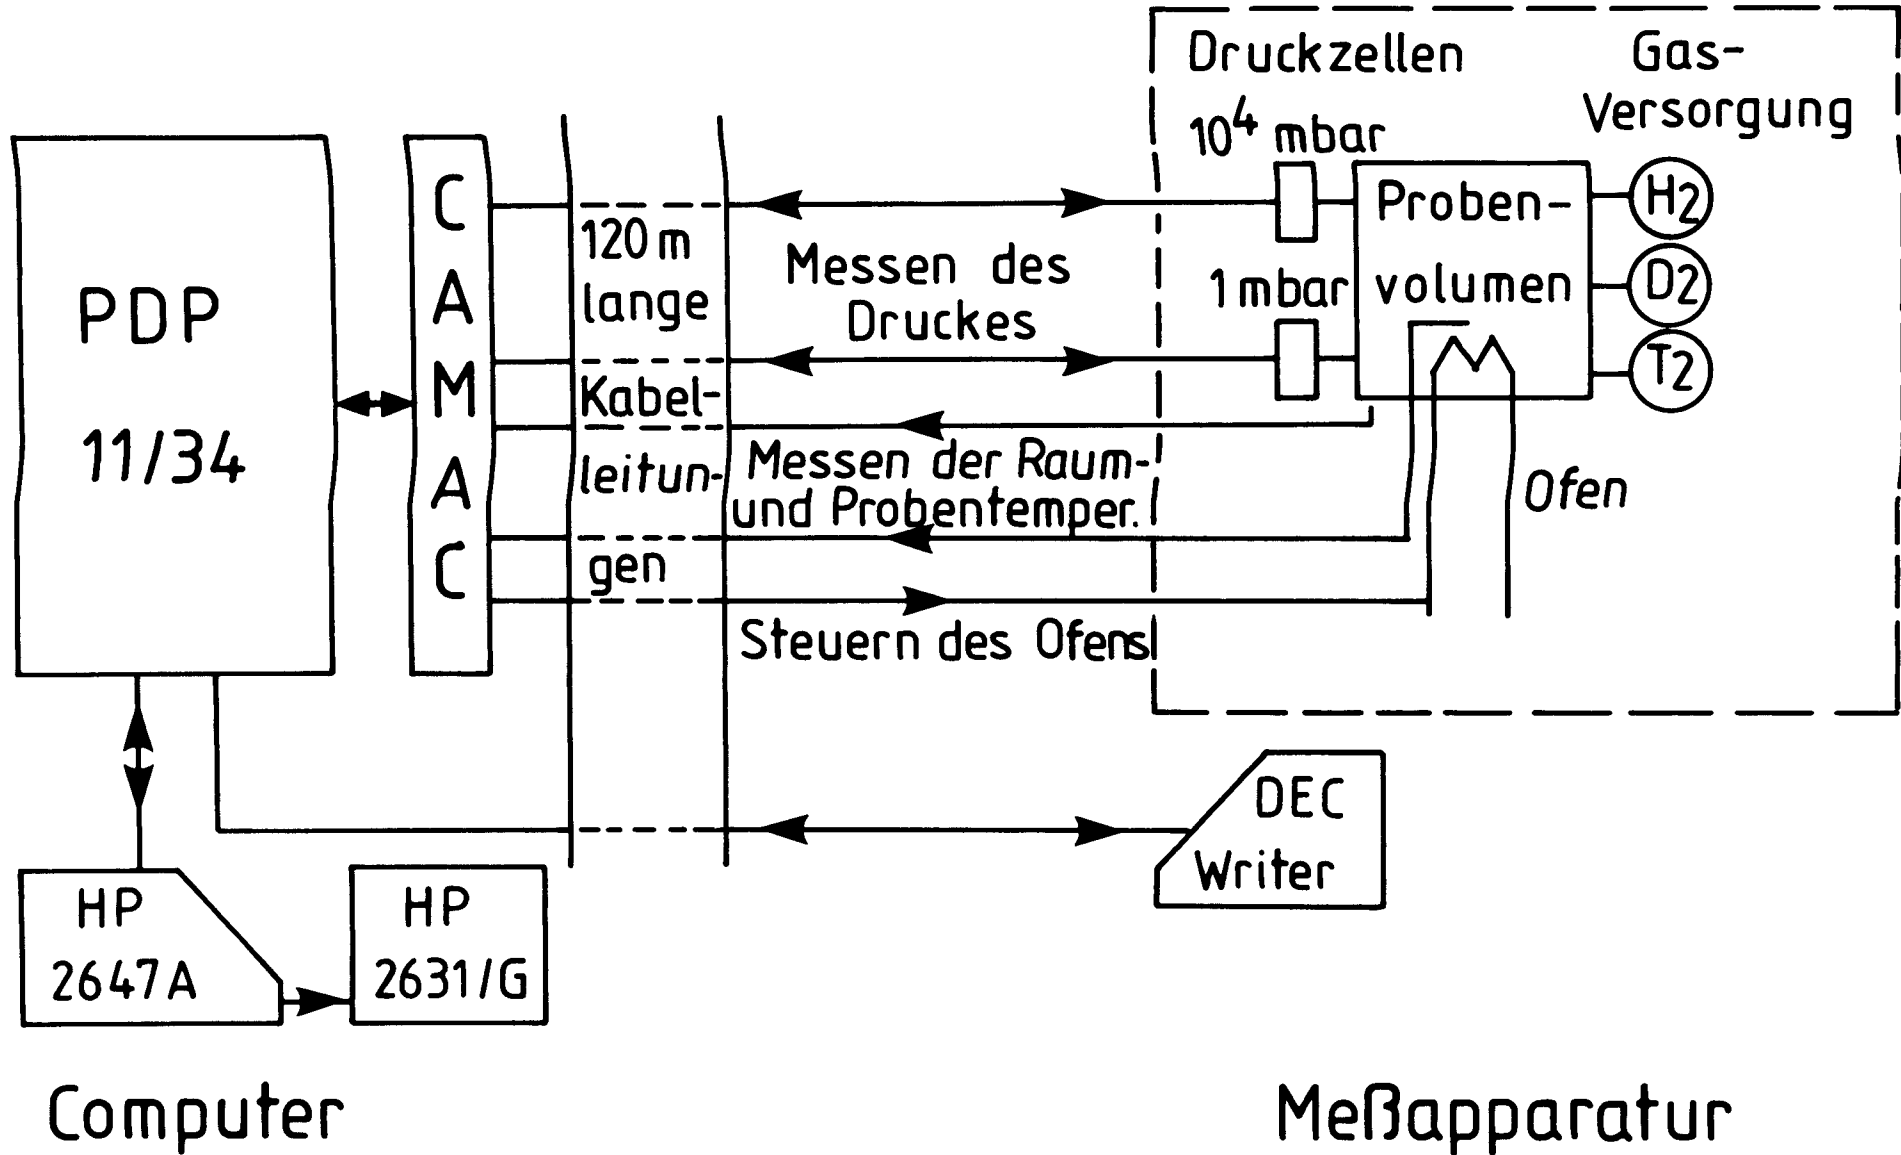 PDP
11/34
C
A
M
A
C
120 m
lange
Kabel-
leitun-
gen
Messen des
Druckes
Messen der Raum-
und Probentemper.
Steuern des Ofens
Druckzellen
10⁴ mbar
1 mbar
Gas-
Versorgung
Proben-
volumen
H2
D2
T2
Ofen
DEC
Writer
HP
2647A
HP
2631/G
Computer
Meßapparatur